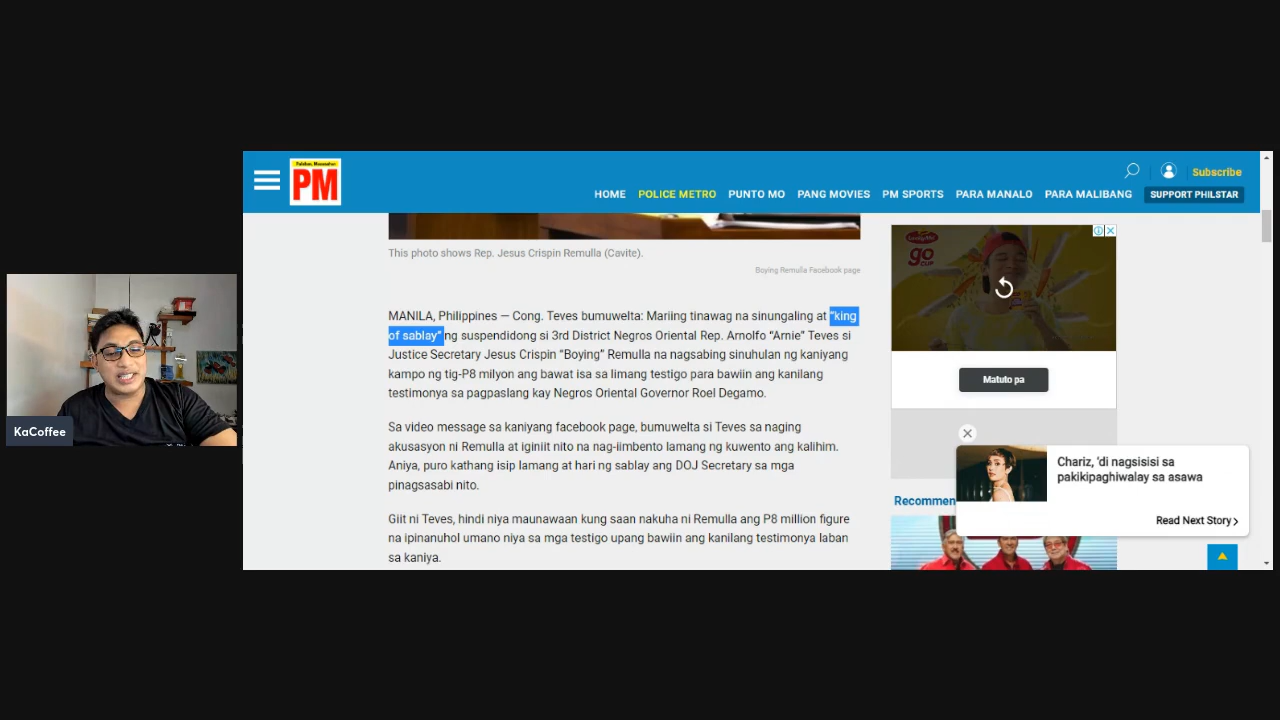 PM
Subscribe
HOME POLICE METRO PUNTO MO PANG MOVIES PM SPORTS PARA MANALO PARA MALIBANG SUPPORT PHILSTAR
This photo shows Rep. Jesus Crispin Remulla (Cavite).
Boying Remulla Facebook page
MANILA, Philippines — Cong. Teves bumuwelta: Mariing tinawag na sinungaling at “king
of sablay” ng suspendidong si 3rd District Negros Oriental Rep. Arnolfo “Arnie” Teves si
Justice Secretary Jesus Crispin “Boying” Remulla na nagsabing sinuhulan ng kaniyang
kampo ng tig-P8 milyon ang bawat isa sa limang testigo para bawiin ang kanilang
testimonya sa pagpaslang kay Negros Oriental Governor Roel Degamo.
Sa video message sa kaniyang facebook page, bumuwelta si Teves sa naging
akusasyon ni Remulla at iginiit nito na nag-iimbento lamang ng kuwento ang kalihim.
Aniya, puro kathang isip lamang at hari ng sablay ang DOJ Secretary sa mga
pinagsasabi nito.
Giit ni Teves, hindi niya maunawaan kung saan nakuha ni Remulla ang P8 million figure
na ipinanuhol umano niya sa mga testigo upang bawiin ang kanilang testimonya laban
sa kaniya.
go
CUP
Matuto pa
Chariz, 'di nagsisisi sa
pakikipaghiwalay sa asawa
Read Next Story
Recommen
KaCoffee